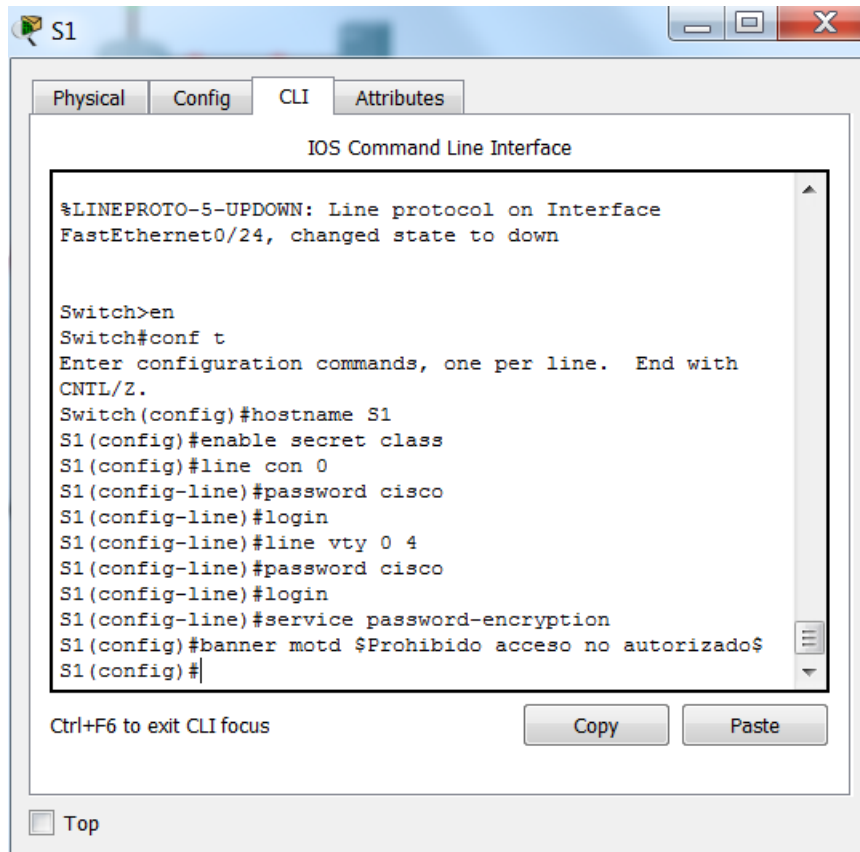 S1
Physical Config CLI Attributes
IOS Command Line Interface
%LINEPROTO-5-UPDOWN: Line protocol on Interface
FastEthernet0/24, changed state to down
Switch>en
Switch#conf t
Enter configuration commands, one per line.  End with
CNTL/Z.
Switch(config)#hostname S1
S1(config)#enable secret class
S1(config)#line con 0
S1(config-line)#password cisco
S1(config-line)#login
S1(config-line)#line vty 0 4
S1(config-line)#password cisco
S1(config-line)#login
S1(config-line)#service password-encryption
S1(config)#banner motd $Prohibido acceso no autorizado$
S1(config)#
Ctrl+F6 to exit CLI focus Copy Paste
Top